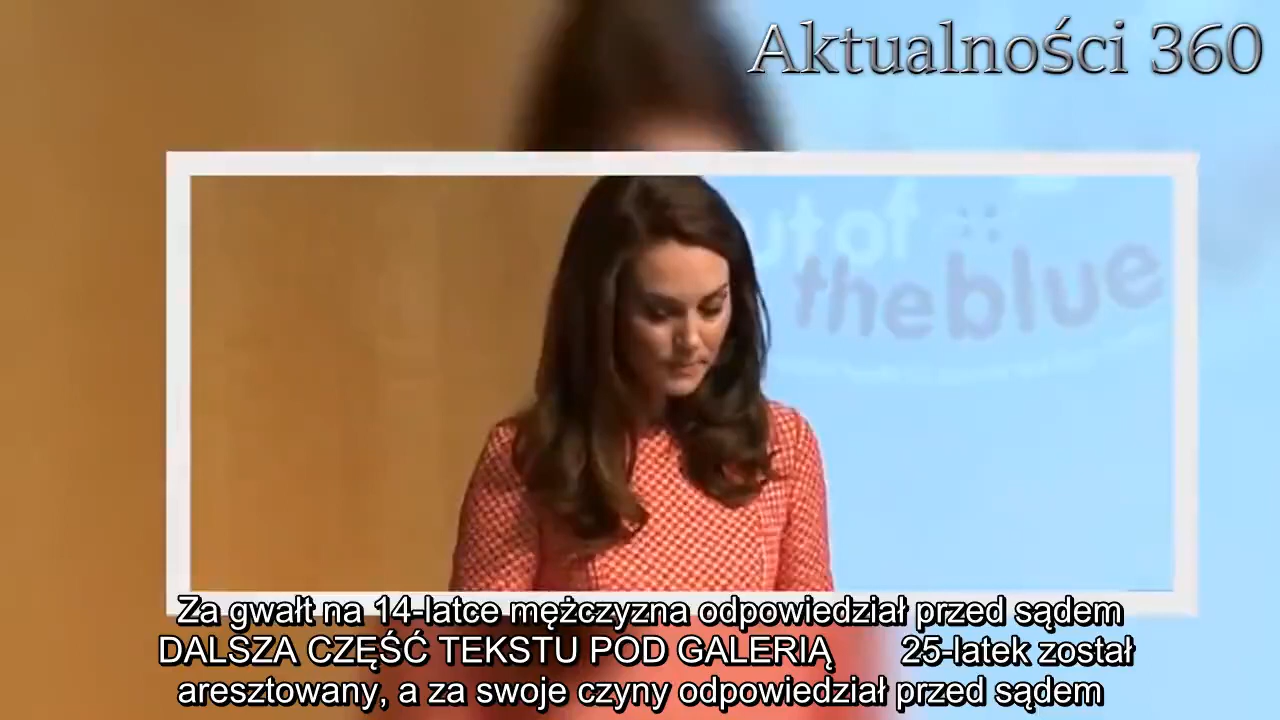 Aktualności 360
ut of
the blue
Za gwałt na 14-latce mężczyzna odpowiedział przed sądem
DALSZA CZĘŚĆ TEKSTU POD GALERIĄ 25-latek został
aresztowany, a za swoje czyny odpowiedział przed sądem